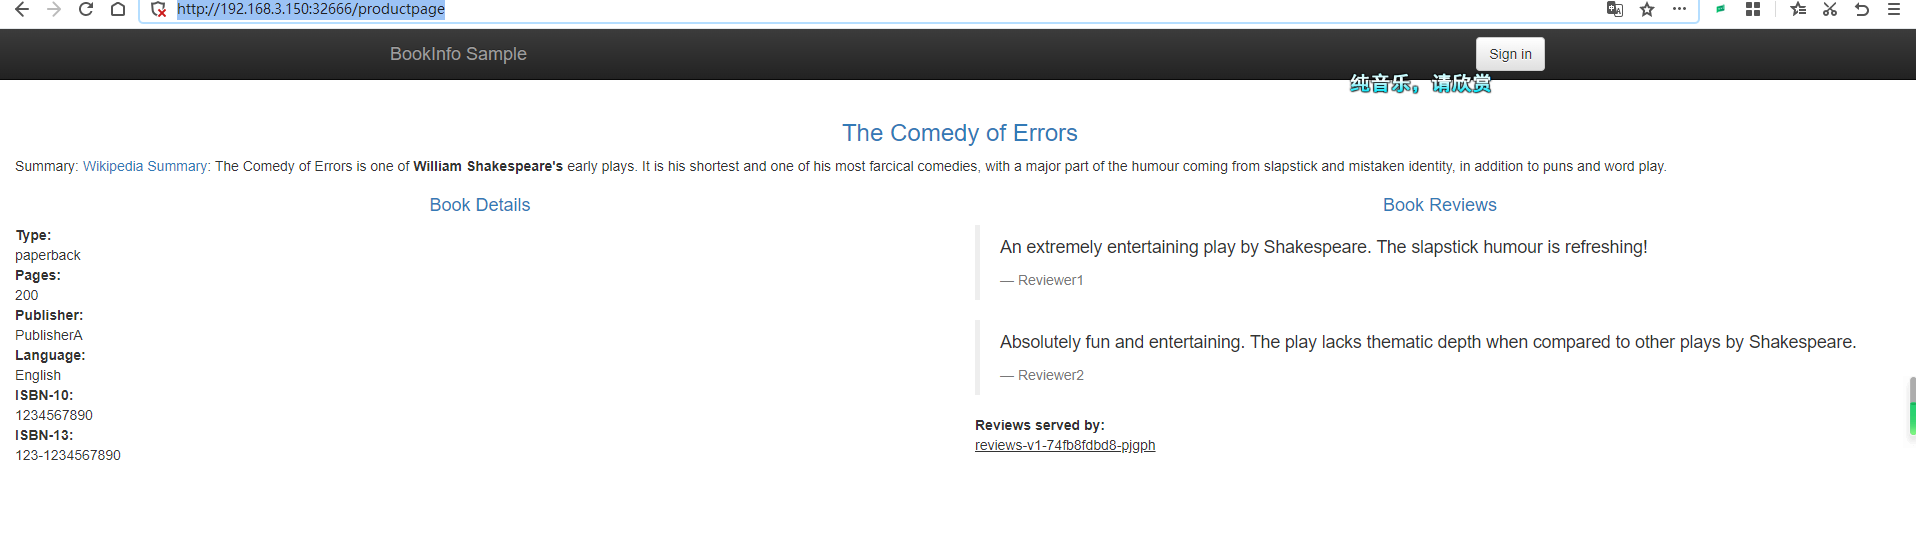 http://192.168.3.150:32666/productpage
BookInfo Sample
Sign in
纯音乐，请欣赏
The Comedy of Errors
Summary: Wikipedia Summary: The Comedy of Errors is one of William Shakespeare's early plays. It is his shortest and one of his most farcical comedies, with a major part of the humour coming from slapstick and mistaken identity, in addition to puns and word play.
Book Details
Type:
paperback
Pages:
200
Publisher:
PublisherA
Language:
English
ISBN-10:
1234567890
ISBN-13:
123-1234567890
Book Reviews
An extremely entertaining play by Shakespeare. The slapstick humour is refreshing!
— Reviewer1
Absolutely fun and entertaining. The play lacks thematic depth when compared to other plays by Shakespeare.
— Reviewer2
Reviews served by:
reviews-v1-74fb8fdbd8-pjgph